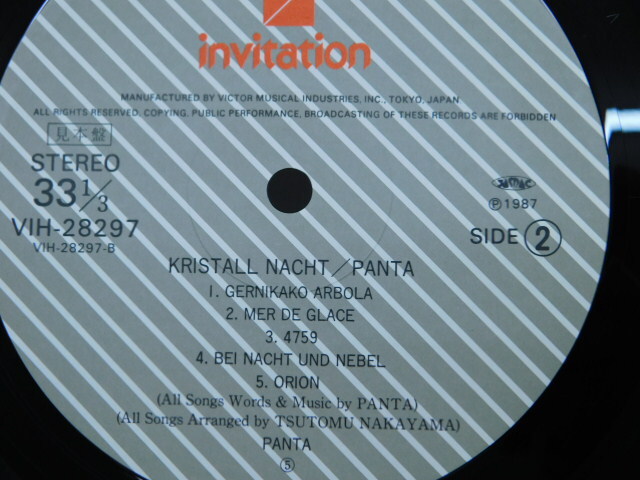 invitation
MANUFACTURED BY VICTOR MUSICAL INDUSTRIES, INC., TOKYO, JAPAN
ALL RIGHTS RESERVED. COPYING, PUBLIC PERFORMANCE, BROADCASTING OF THESE RECORDS ARE FORBIDDEN
見本盤
STEREO
33 1/3
VIH-28297
VIH-28297-B
℗1987
SIDE 2
KRISTALL NACHT/PANTA
1. GERNIKAKO ARBOLA
2. MER DE GLACE
3. 4759
4. BEI NACHT UND NEBEL
5. ORION
(All Songs Words & Music by PANTA)
(All Songs Arranged by TSUTOMU NAKAYAMA)
PANTA
⑤